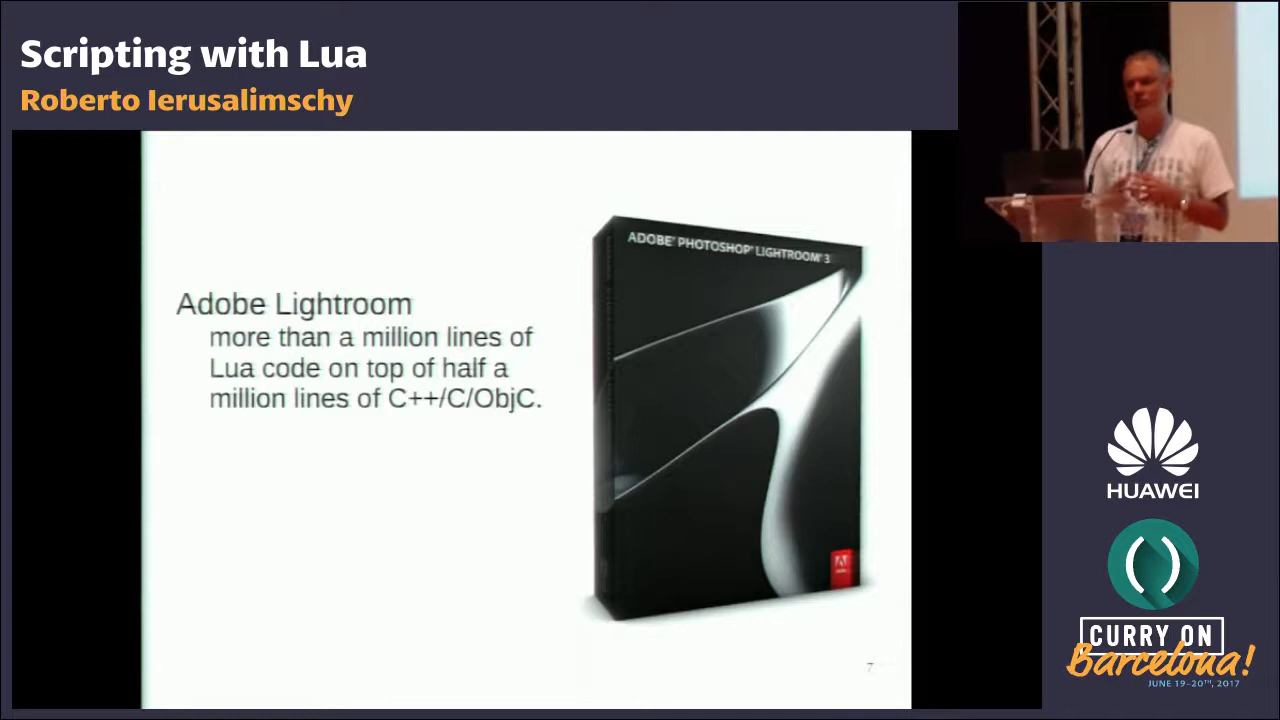 Scripting with Lua
Roberto Ierusalimschy
ADOBE® PHOTOSHOP® LIGHTROOM® 3
Adobe Lightroom
more than a million lines of
Lua code on top of half a
million lines of C++/C/ObjC.
7
HUAWEI
()
CURRY ON
Barcelona!
JUNE 19-20TH, 2017